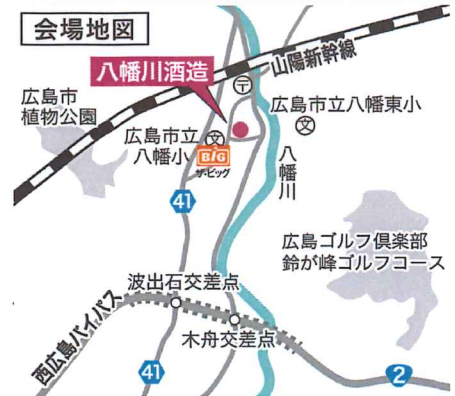 会場地図
八幡川酒造
山陽新幹線
〒
広島市
植物公園
広島市立八幡東小
文
広島市立
八幡小
文
BIG
ザ・ビッグ
八幡川
41
広島ゴルフ倶楽部
鈴が峰ゴルフコース
波出石交差点
西広島バイパス
木舟交差点
41
2